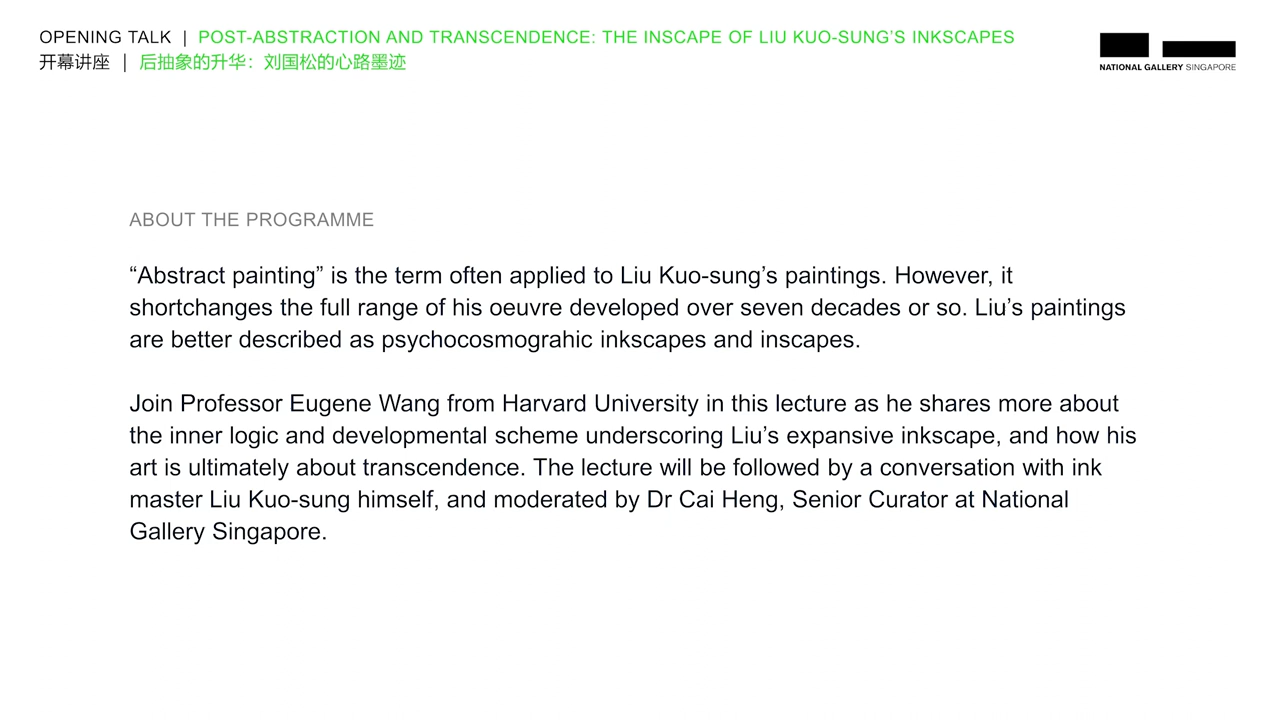 OPENING TALK | POST-ABSTRACTION AND TRANSCENDENCE: THE INSCAPE OF LIU KUO-SUNG’S INKSCAPES
开幕讲座 | 后抽象的升华：刘国松的心路墨迹
NATIONAL GALLERY SINGAPORE
ABOUT THE PROGRAMME
“Abstract painting” is the term often applied to Liu Kuo-sung’s paintings. However, it
shortchanges the full range of his oeuvre developed over seven decades or so. Liu’s paintings
are better described as psychocosmograhic inkscapes and inscapes.
Join Professor Eugene Wang from Harvard University in this lecture as he shares more about
the inner logic and developmental scheme underscoring Liu’s expansive inkscape, and how his
art is ultimately about transcendence. The lecture will be followed by a conversation with ink
master Liu Kuo-sung himself, and moderated by Dr Cai Heng, Senior Curator at National
Gallery Singapore.